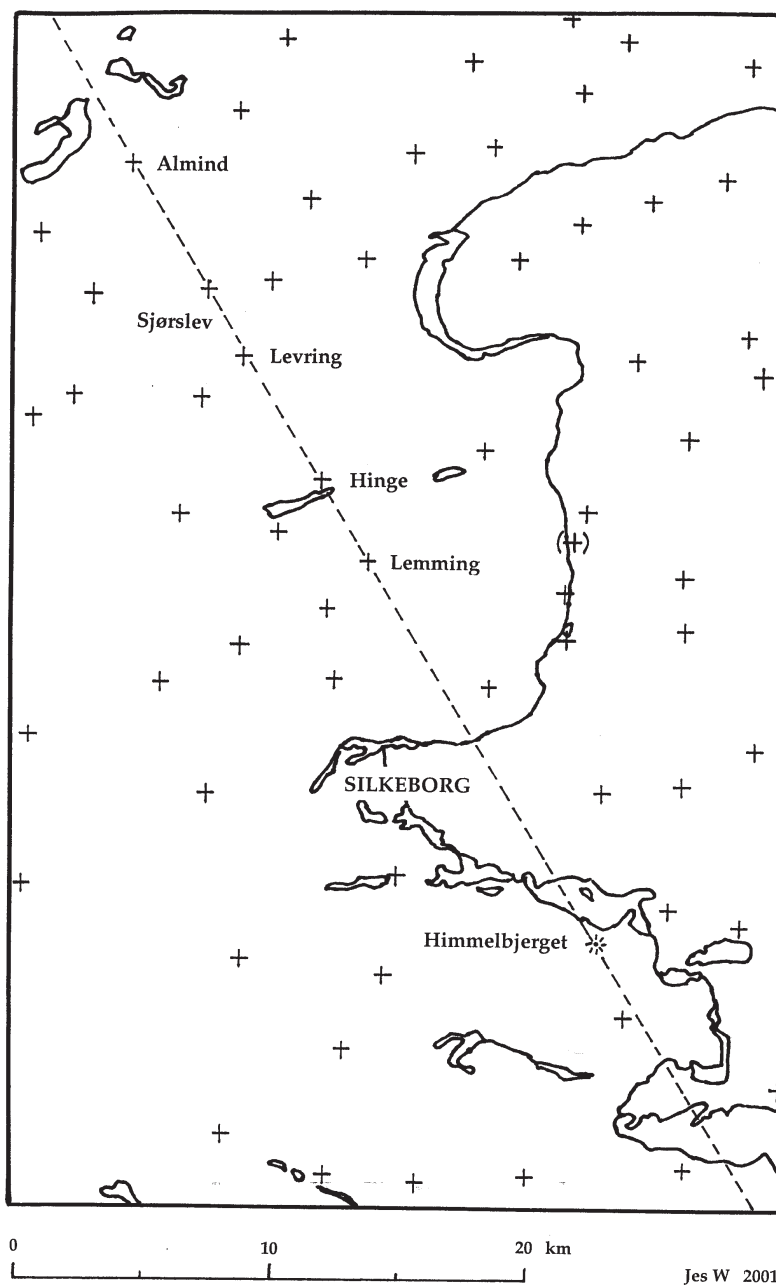 Almind
Sjørslev
Levring
Hinge
Lemming
SILKEBORG
Himmelbjerget
0 10 20 km
Jes W 2001